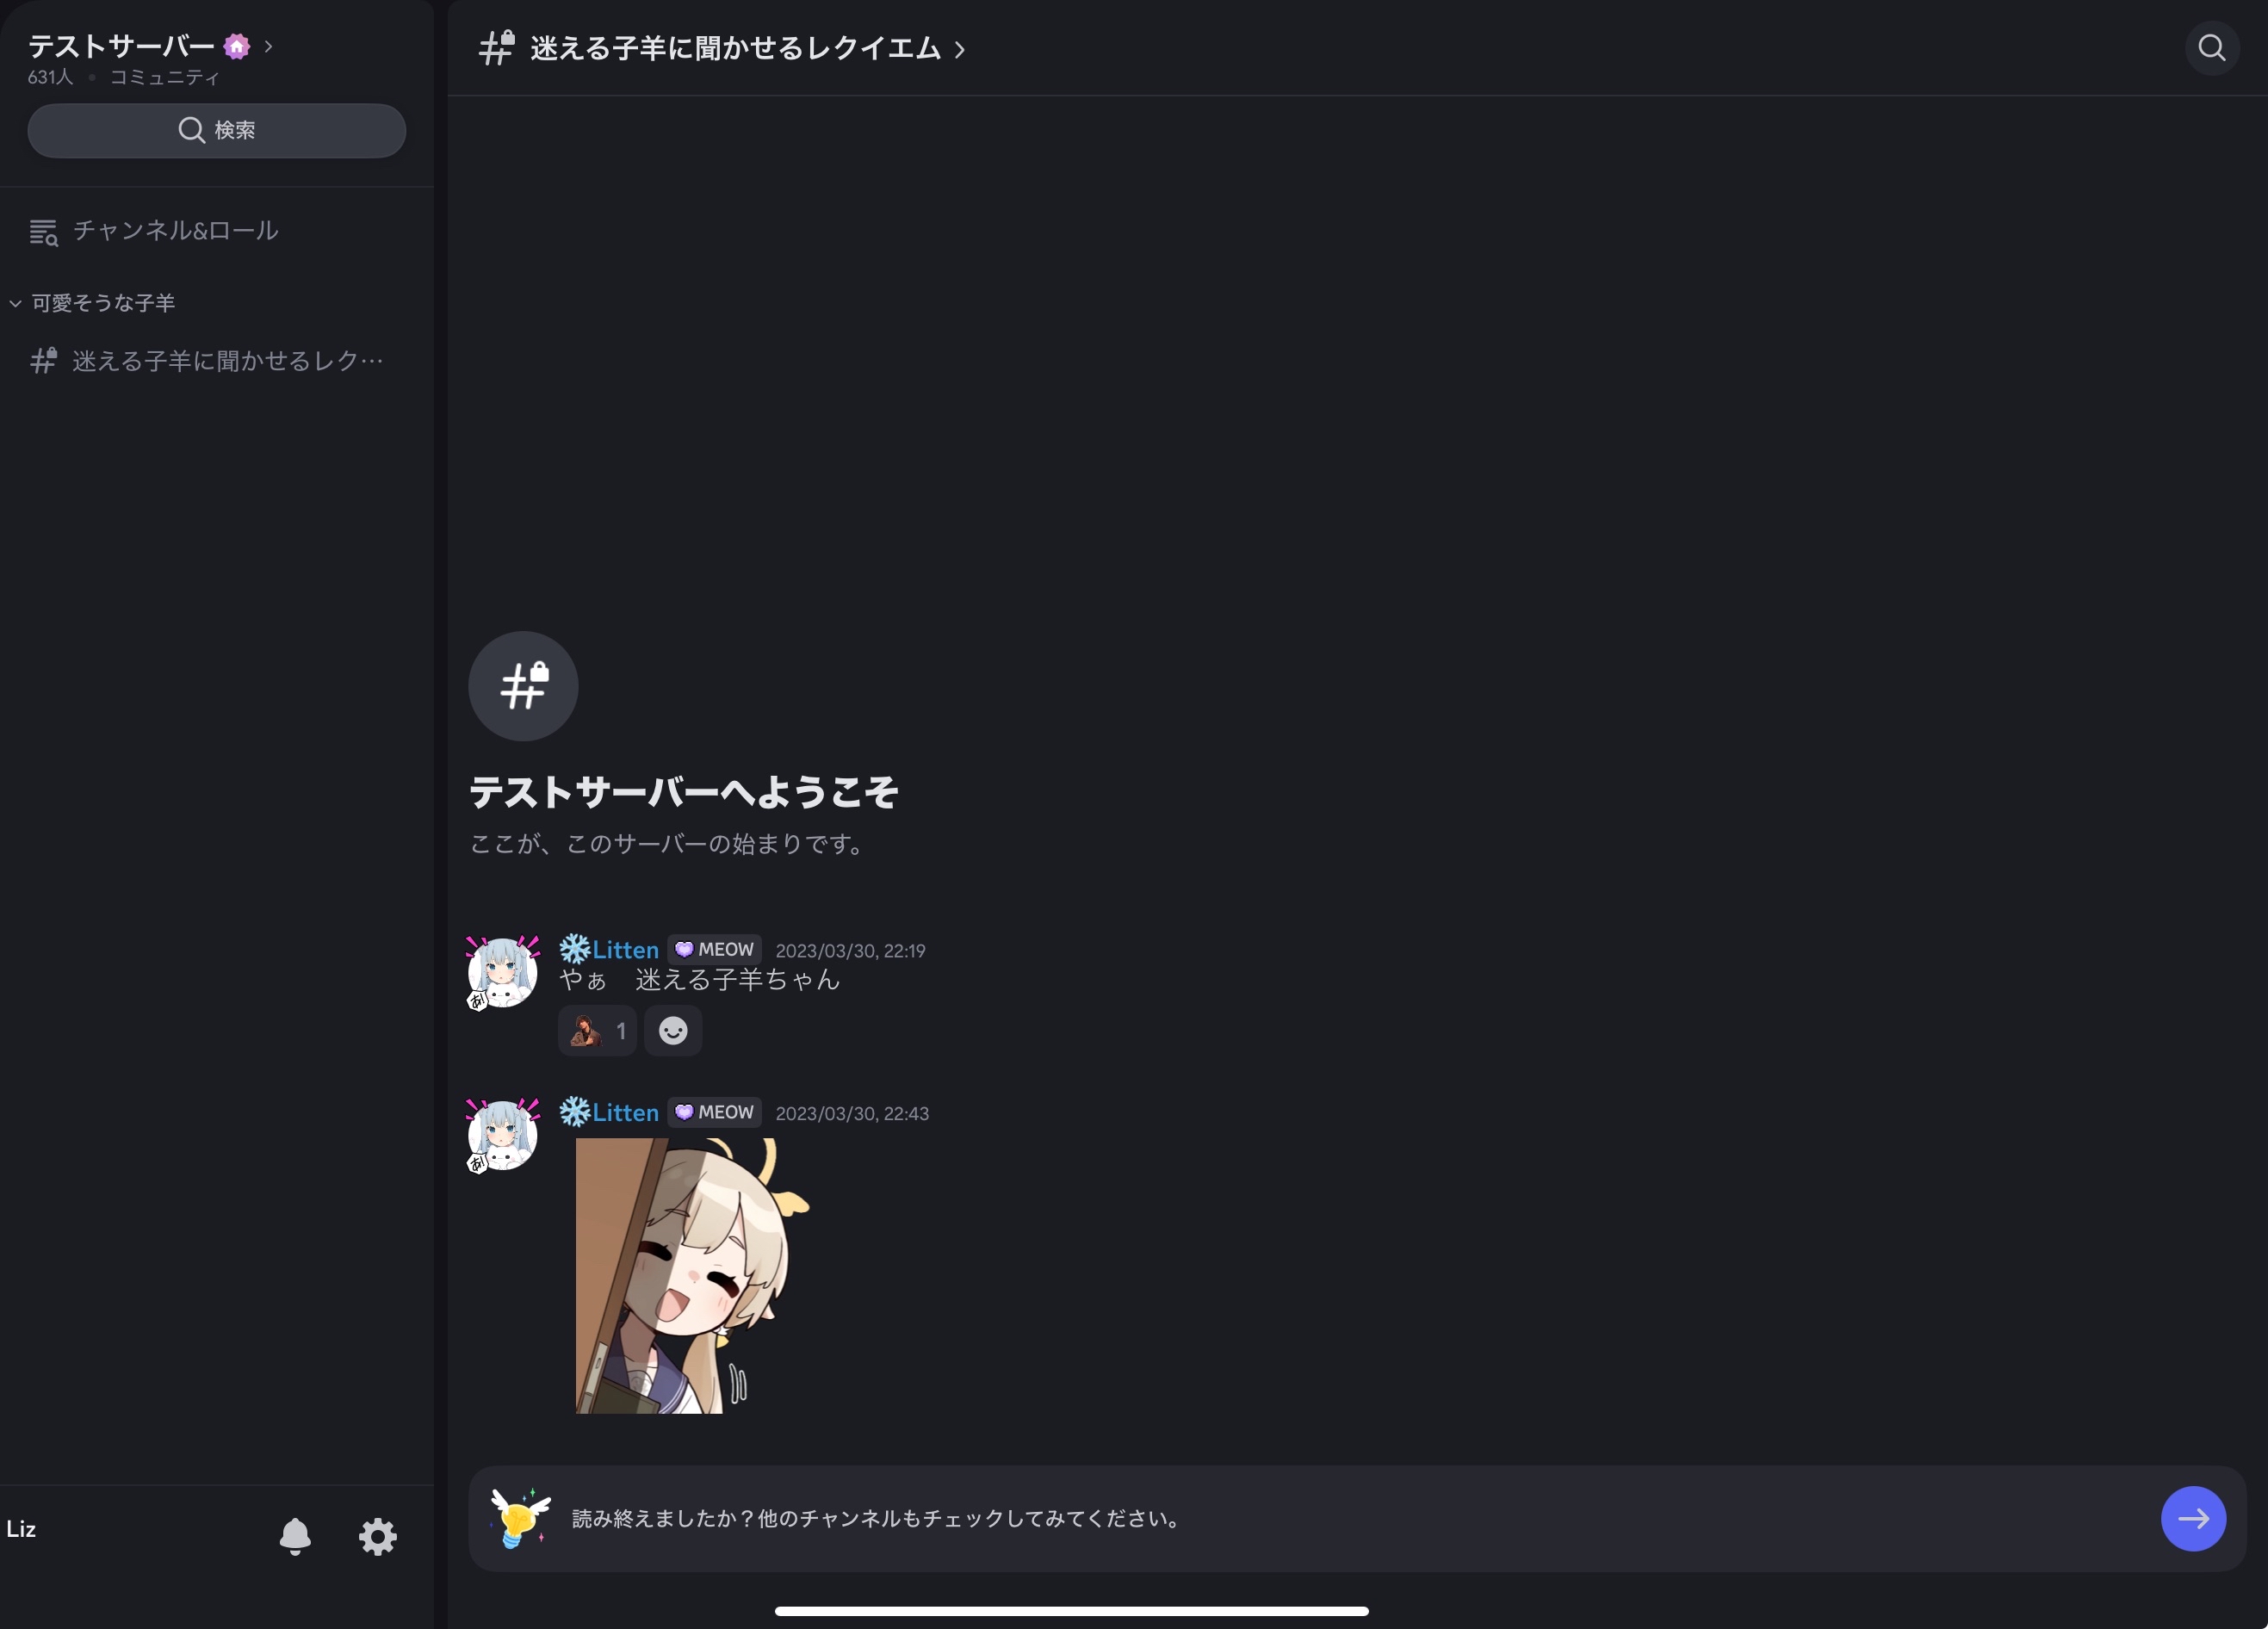 テストサーバー
631人 • コミュニティ
検索
チャンネル&ロール
可愛そうな子羊
迷える子羊に聞かせるレク…
Liz
迷える子羊に聞かせるレクイエム
テストサーバーへようこそ
ここが、このサーバーの始まりです。
❄️Litten MEOW 2023/03/30, 22:19
やぁ　迷える子羊ちゃん
1
あ!
❄️Litten MEOW 2023/03/30, 22:43
あ!
読み終えましたか？他のチャンネルもチェックしてみてください。